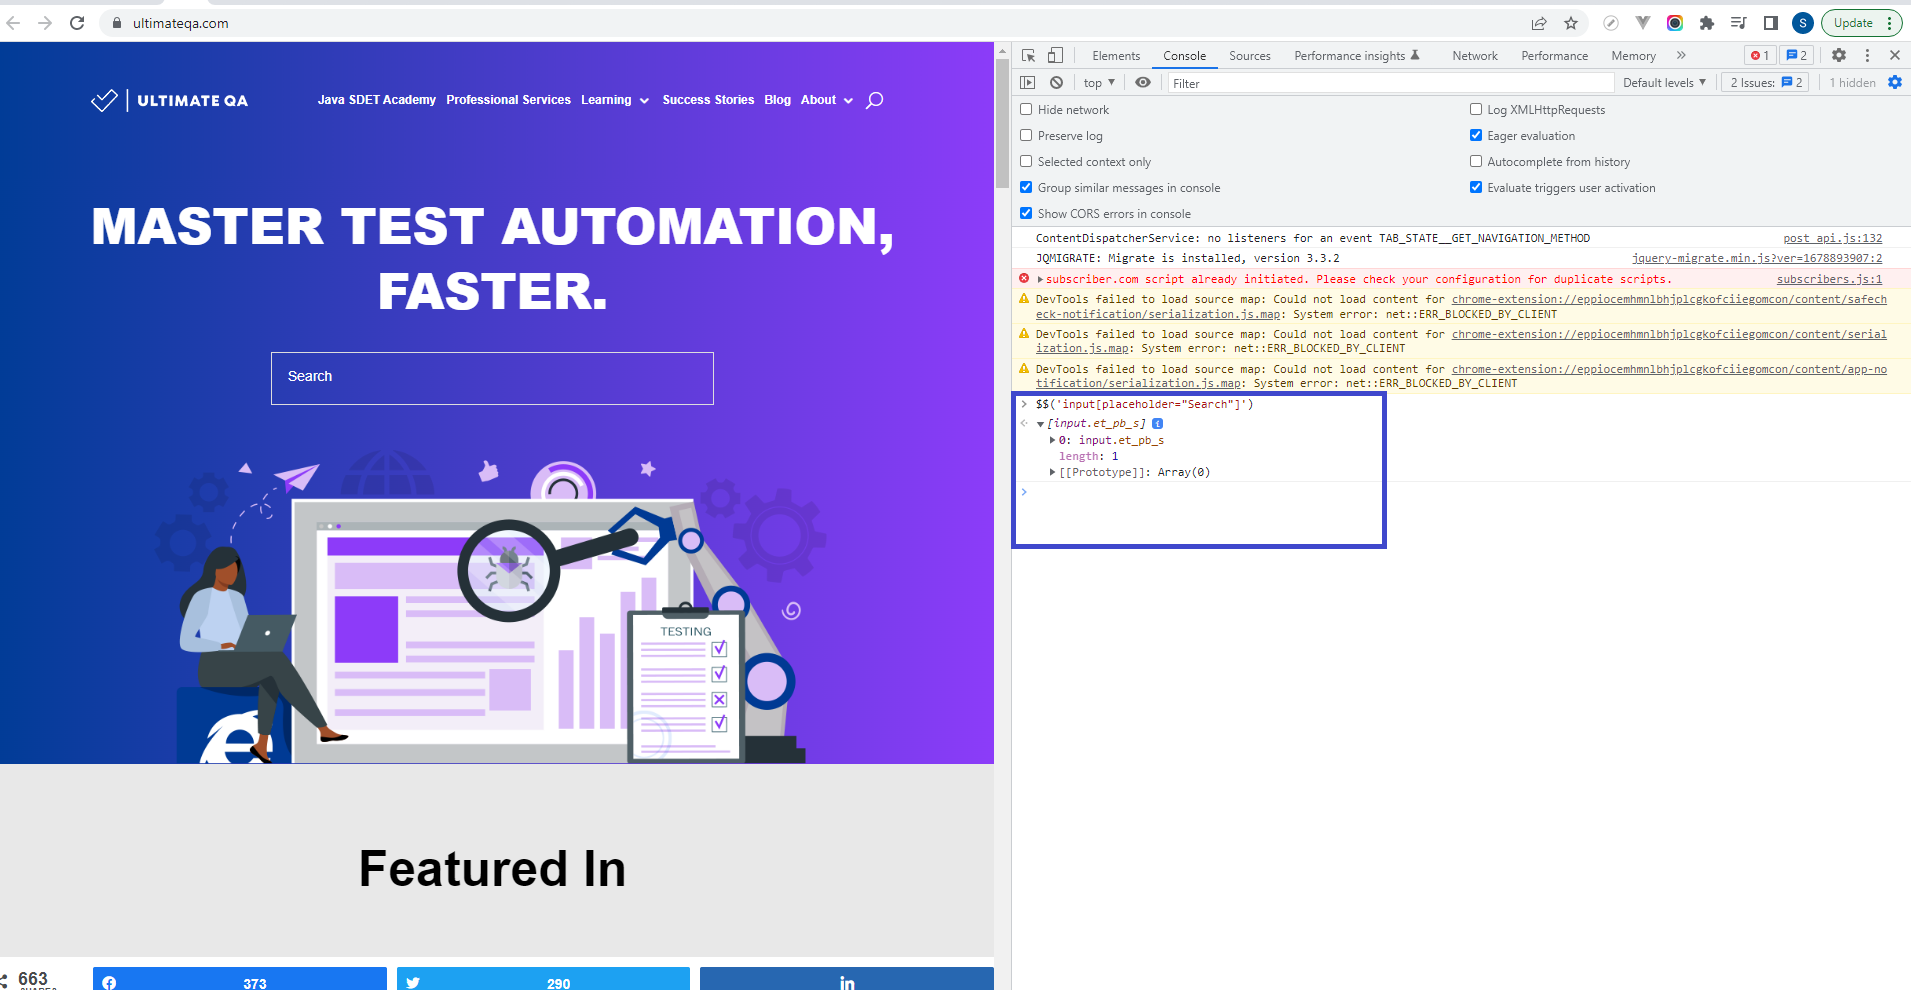 ultimateqa.com
S
Update
ULTIMATE QA
Java SDET Academy Professional Services Learning Success Stories Blog About
MASTER TEST AUTOMATION,
FASTER.
Search
TESTING
Featured In
663
373
290
in
Elements Console Sources Performance insights Network Performance Memory » 1 2
top Filter Default levels 2 Issues: 2 1 hidden
Hide network Log XMLHttpRequests
Preserve log Eager evaluation
Selected context only Autocomplete from history
Group similar messages in console Evaluate triggers user activation
Show CORS errors in console
ContentDispatcherService: no listeners for an event TAB_STATE__GET_NAVIGATION_METHOD post_api.js:132
JQMIGRATE: Migrate is installed, version 3.3.2 jquery-migrate.min.js?ver=1678893907:2
subscriber.com script already initiated. Please check your configuration for duplicate scripts. subscribers.js:1
DevTools failed to load source map: Could not load content for chrome-extension://eppiocemhmnlbhjplcgkofciiegomcon/content/safech
eck-notification/serialization.js.map: System error: net::ERR_BLOCKED_BY_CLIENT
DevTools failed to load source map: Could not load content for chrome-extension://eppiocemhmnlbhjplcgkofciiegomcon/content/serial
ization.js.map: System error: net::ERR_BLOCKED_BY_CLIENT
DevTools failed to load source map: Could not load content for chrome-extension://eppiocemhmnlbhjplcgkofciiegomcon/content/app-no
tification/serialization.js.map: System error: net::ERR_BLOCKED_BY_CLIENT
> $$('input[placeholder="Search"]')
[input.et_pb_s] i
0: input.et_pb_s
length: 1
[[Prototype]]: Array(0)
>